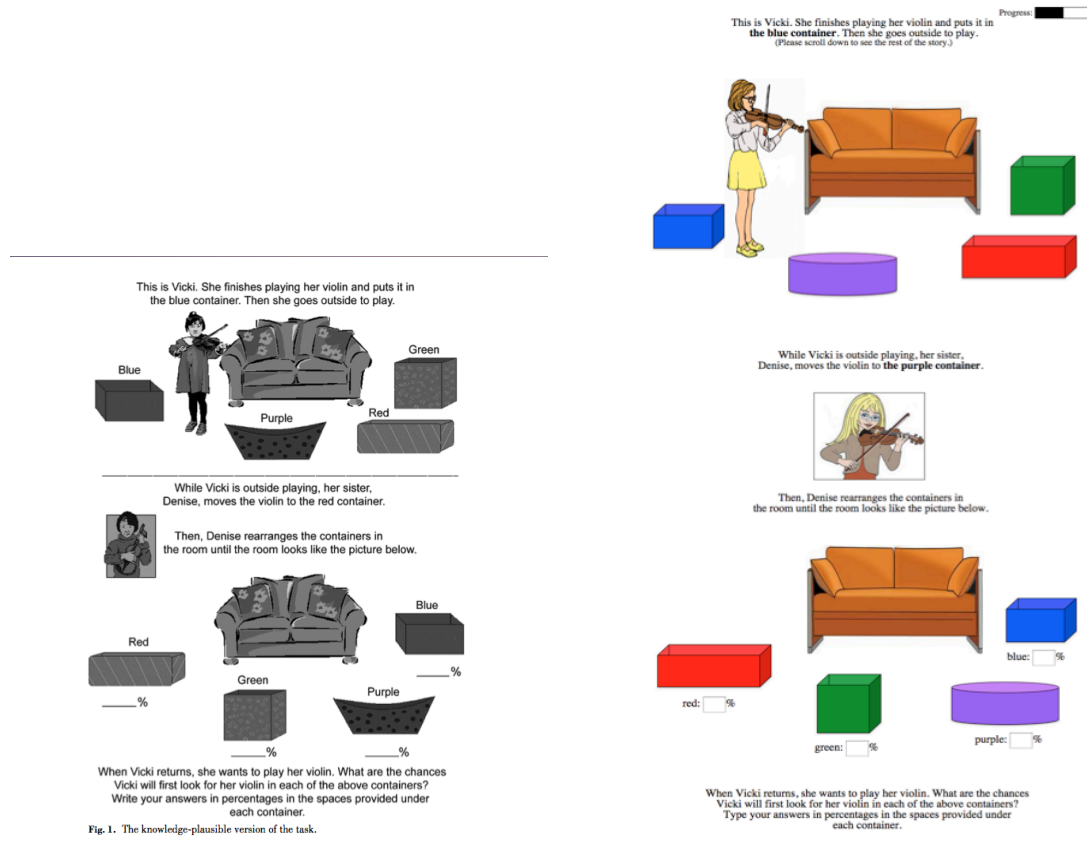 This is Vicki. She finishes playing her violin and puts it in
the blue container. Then she goes outside to play.
Blue
Green
Purple
Red
While Vicki is outside playing, her sister,
Denise, moves the violin to the red container.
Then, Denise rearranges the containers in
the room until the room looks like the picture below.
Red
Blue
____%
____%
Green
Purple
____%
____%
When Vicki returns, she wants to play her violin. What are the chances
Vicki will first look for her violin in each of the above containers?
Write your answers in percentages in the spaces provided under
each container.
Fig. 1. The knowledge-plausible version of the task.
Progress:
This is Vicki. She finishes playing her violin and puts it in
the blue container. Then she goes outside to play.
(Please scroll down to see the rest of the story.)
While Vicki is outside playing, her sister,
Denise, moves the violin to the purple container.
Then, Denise rearranges the containers in
the room until the room looks like the picture below.
blue: %
red: %
green: %
purple: %
When Vicki returns, she wants to play her violin. What are the chances
Vicki will first look for her violin in each of the above containers?
Type your answers in percentages in the spaces provided under
each container.